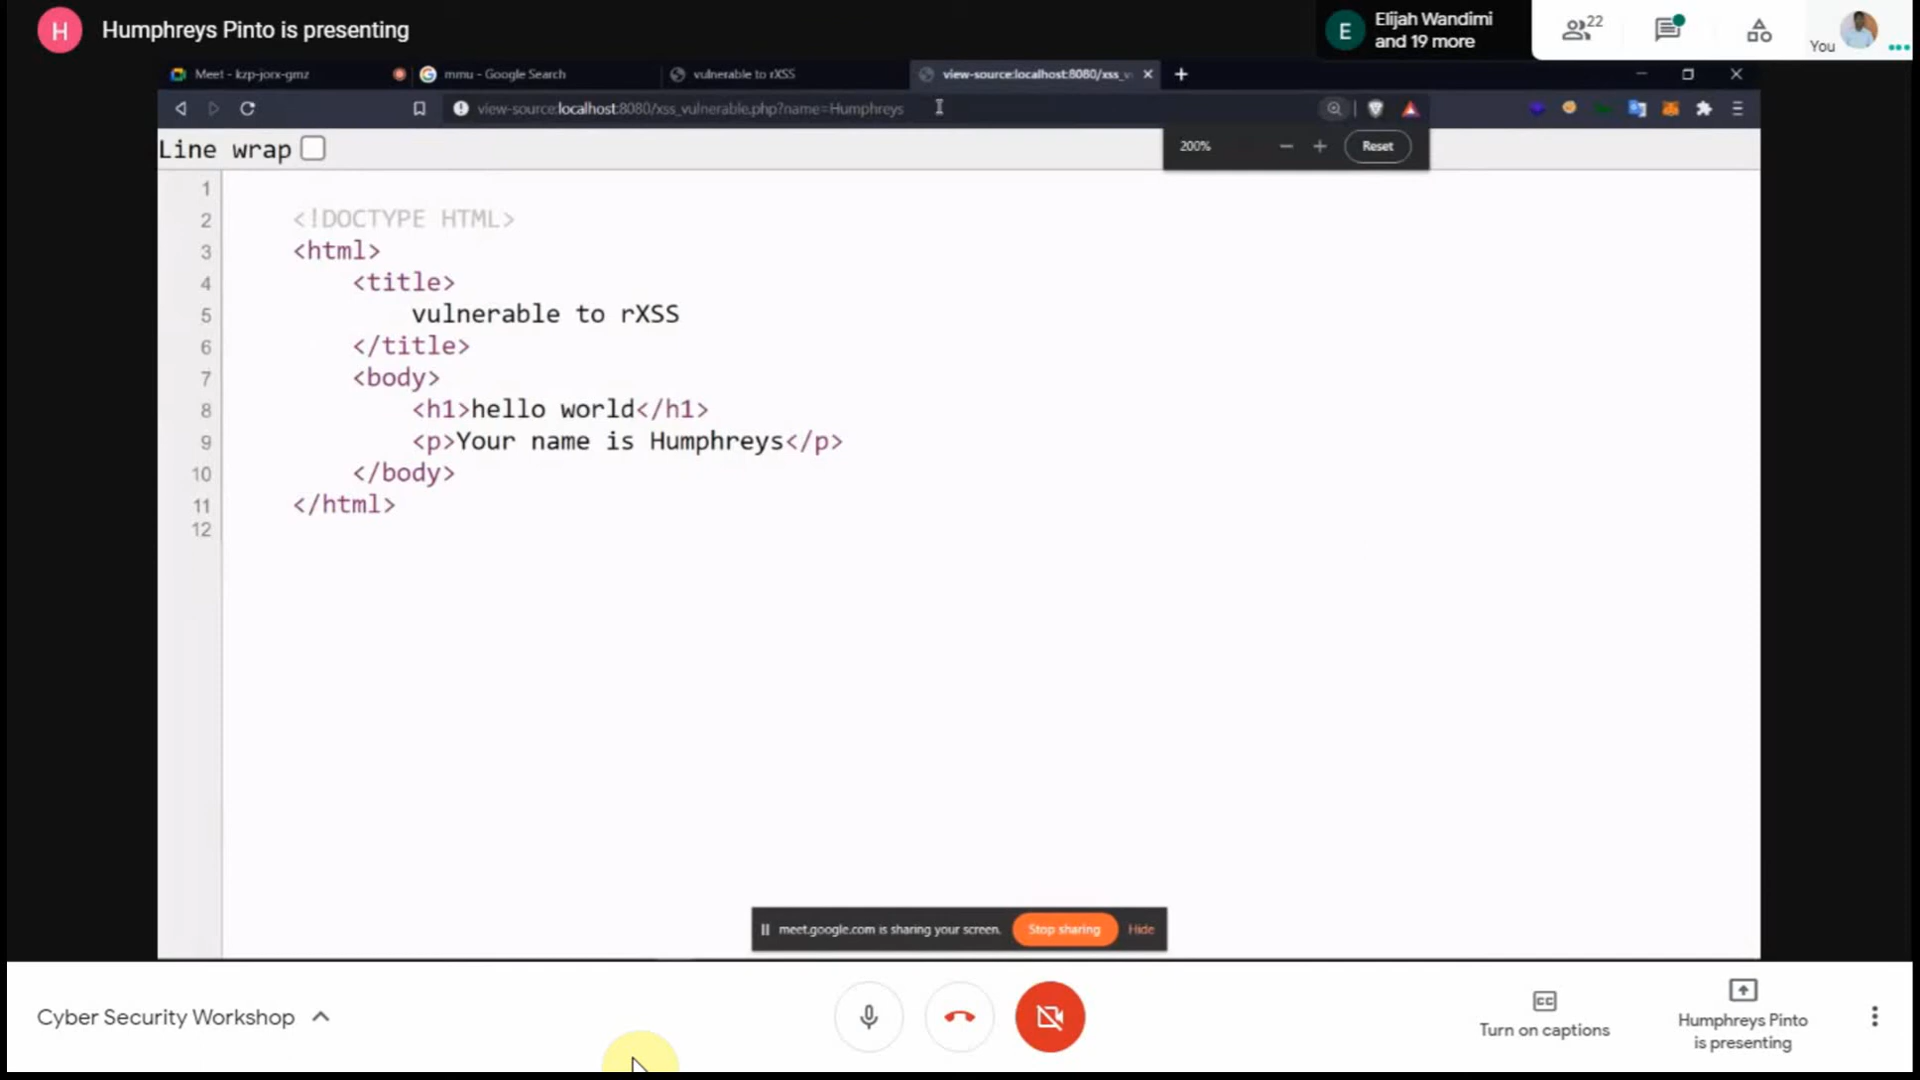 H Humphreys Pinto is presenting
E Elijah Wandimi
and 19 more
22
You
Meet - kzp-jorx-gmz
mmu - Google Search
vulnerable to rXSS
view-source:localhost:8080/xss_v
view-source:localhost:8080/xss_vulnerable.php?name=Humphreys
Line wrap
200%
Reset
1
2 <!DOCTYPE HTML>
3 <html>
4 <title>
5 vulnerable to rXSS
6 </title>
7 <body>
8 <h1>hello world</h1>
9 <p>Your name is Humphreys</p>
10 </body>
11 </html>
12
meet.google.com is sharing your screen. Stop sharing Hide
Cyber Security Workshop
CC
Turn on captions
Humphreys Pinto
is presenting